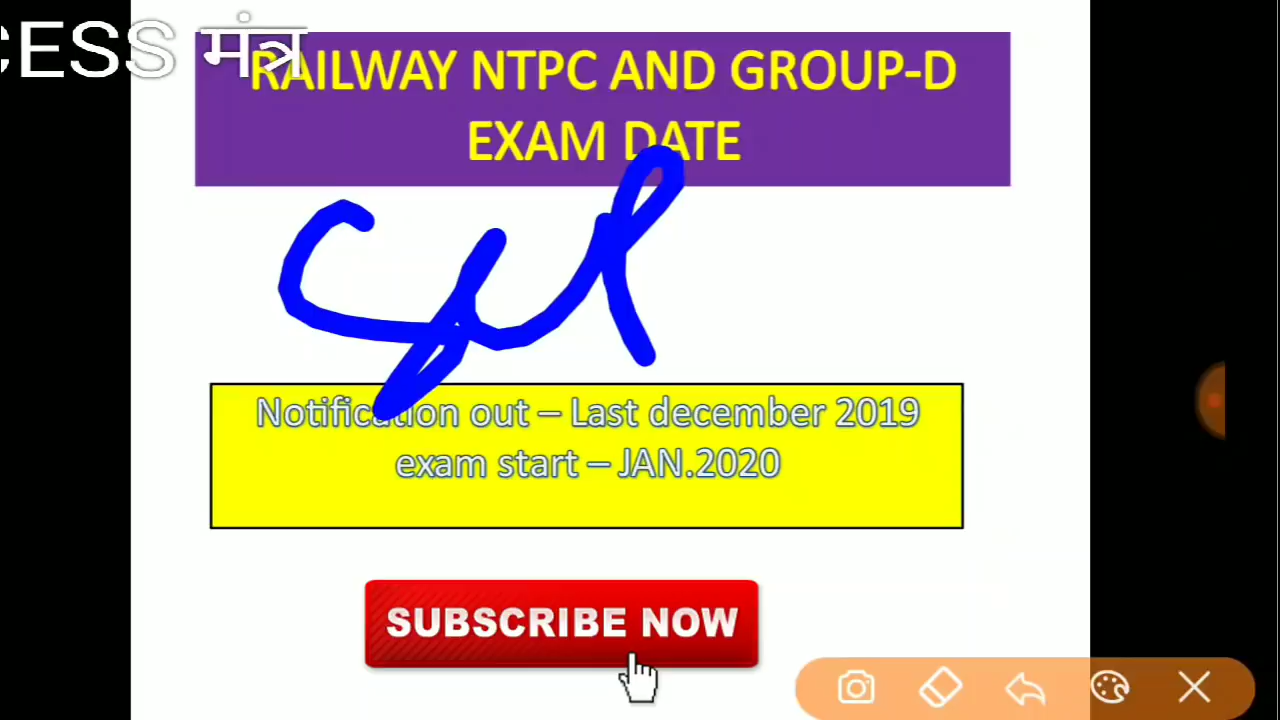 CESS मंत्र
RAILWAY NTPC AND GROUP-D
EXAM DATE
Notification out – Last december 2019
exam start – JAN.2020
SUBSCRIBE NOW